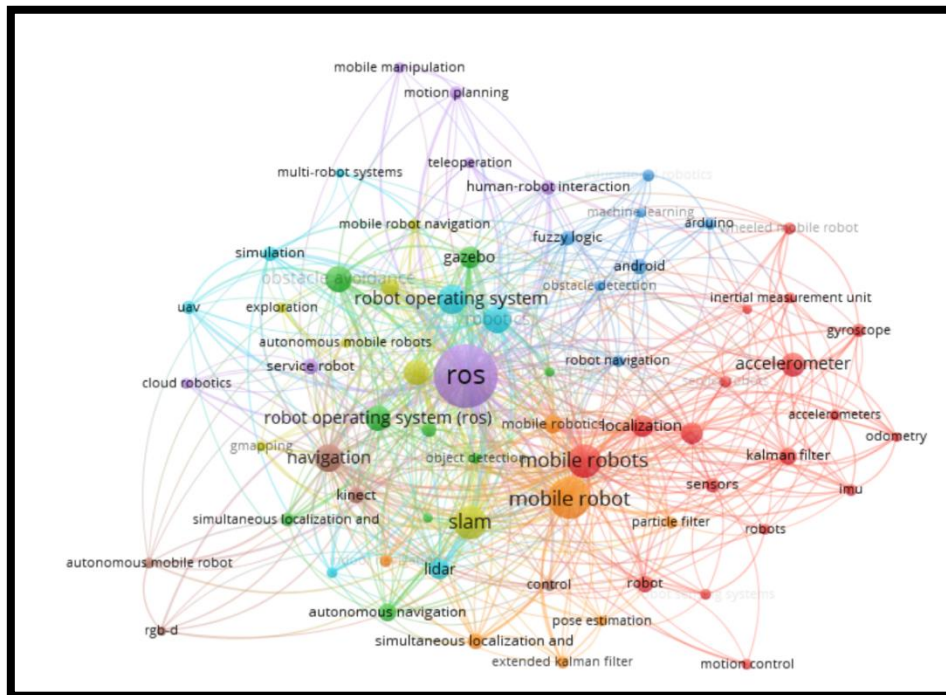 mobile manipulation
motion planning
teleoperation
multi-robot systems
human-robot interaction
educational robotics
machine learning
mobile robot navigation
arduino
wheeled mobile robot
fuzzy logic
simulation
gazebo
android
obstacle avoidance
obstacle detection
robot operating system
inertial measurement unit
uav
exploration
robotics
gyroscope
autonomous mobile robots
service robot
robot navigation
accelerometer
ros
cloud robotics
robot operating system (ros)
mobile robotics
localization
accelerometers
odometry
gmapping
navigation
object detection
mobile robots
kalman filter
kinect
sensors
imu
mobile robot
simultaneous localization and
slam
particle filter
robots
autonomous mobile robot
lidar
control
robot
autonomous navigation
pose estimation
rgb-d
simultaneous localization and
extended kalman filter
motion control